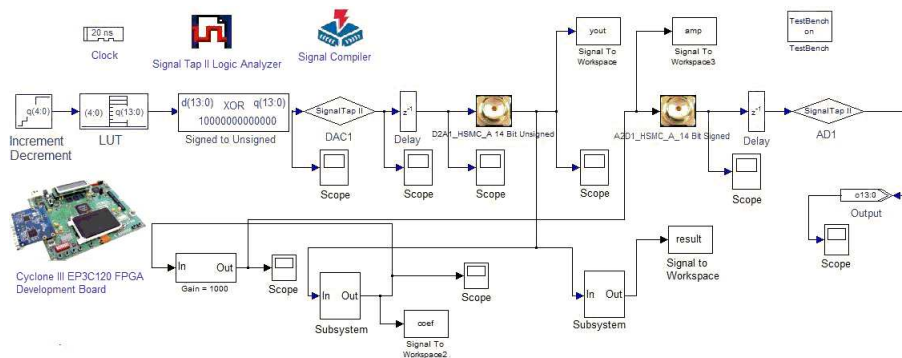 20 ns
Clock
Signal Tap II Logic Analyzer
Signal Compiler
yout
Signal To
Workspace
amp
Signal To
Workspace3
TestBench
on
TestBench
q(4:0)
Increment
Decrement
(4:0) q(13:0)
LUT
d(13:0) XOR q(13:0)
10000000000000
Signed to Unsigned
SignalTap II
DAC1
z-1
Delay
D2A1_HSMC_A 14 Bit Unsigned
A2D1_HSMC_A_14 Bit Signed
z-1
Delay
SignalTap II
AD1
Scope
Scope
Scope
Scope
Scope
o13:0
Output
Scope
Cyclone III EP3C120 FPGA
Development Board
In Out
Gain = 1000
Scope
In Out
Subsystem
Scope
coef
Signal To
Workspace2
In Out
Subsystem
result
Signal to
Workspace